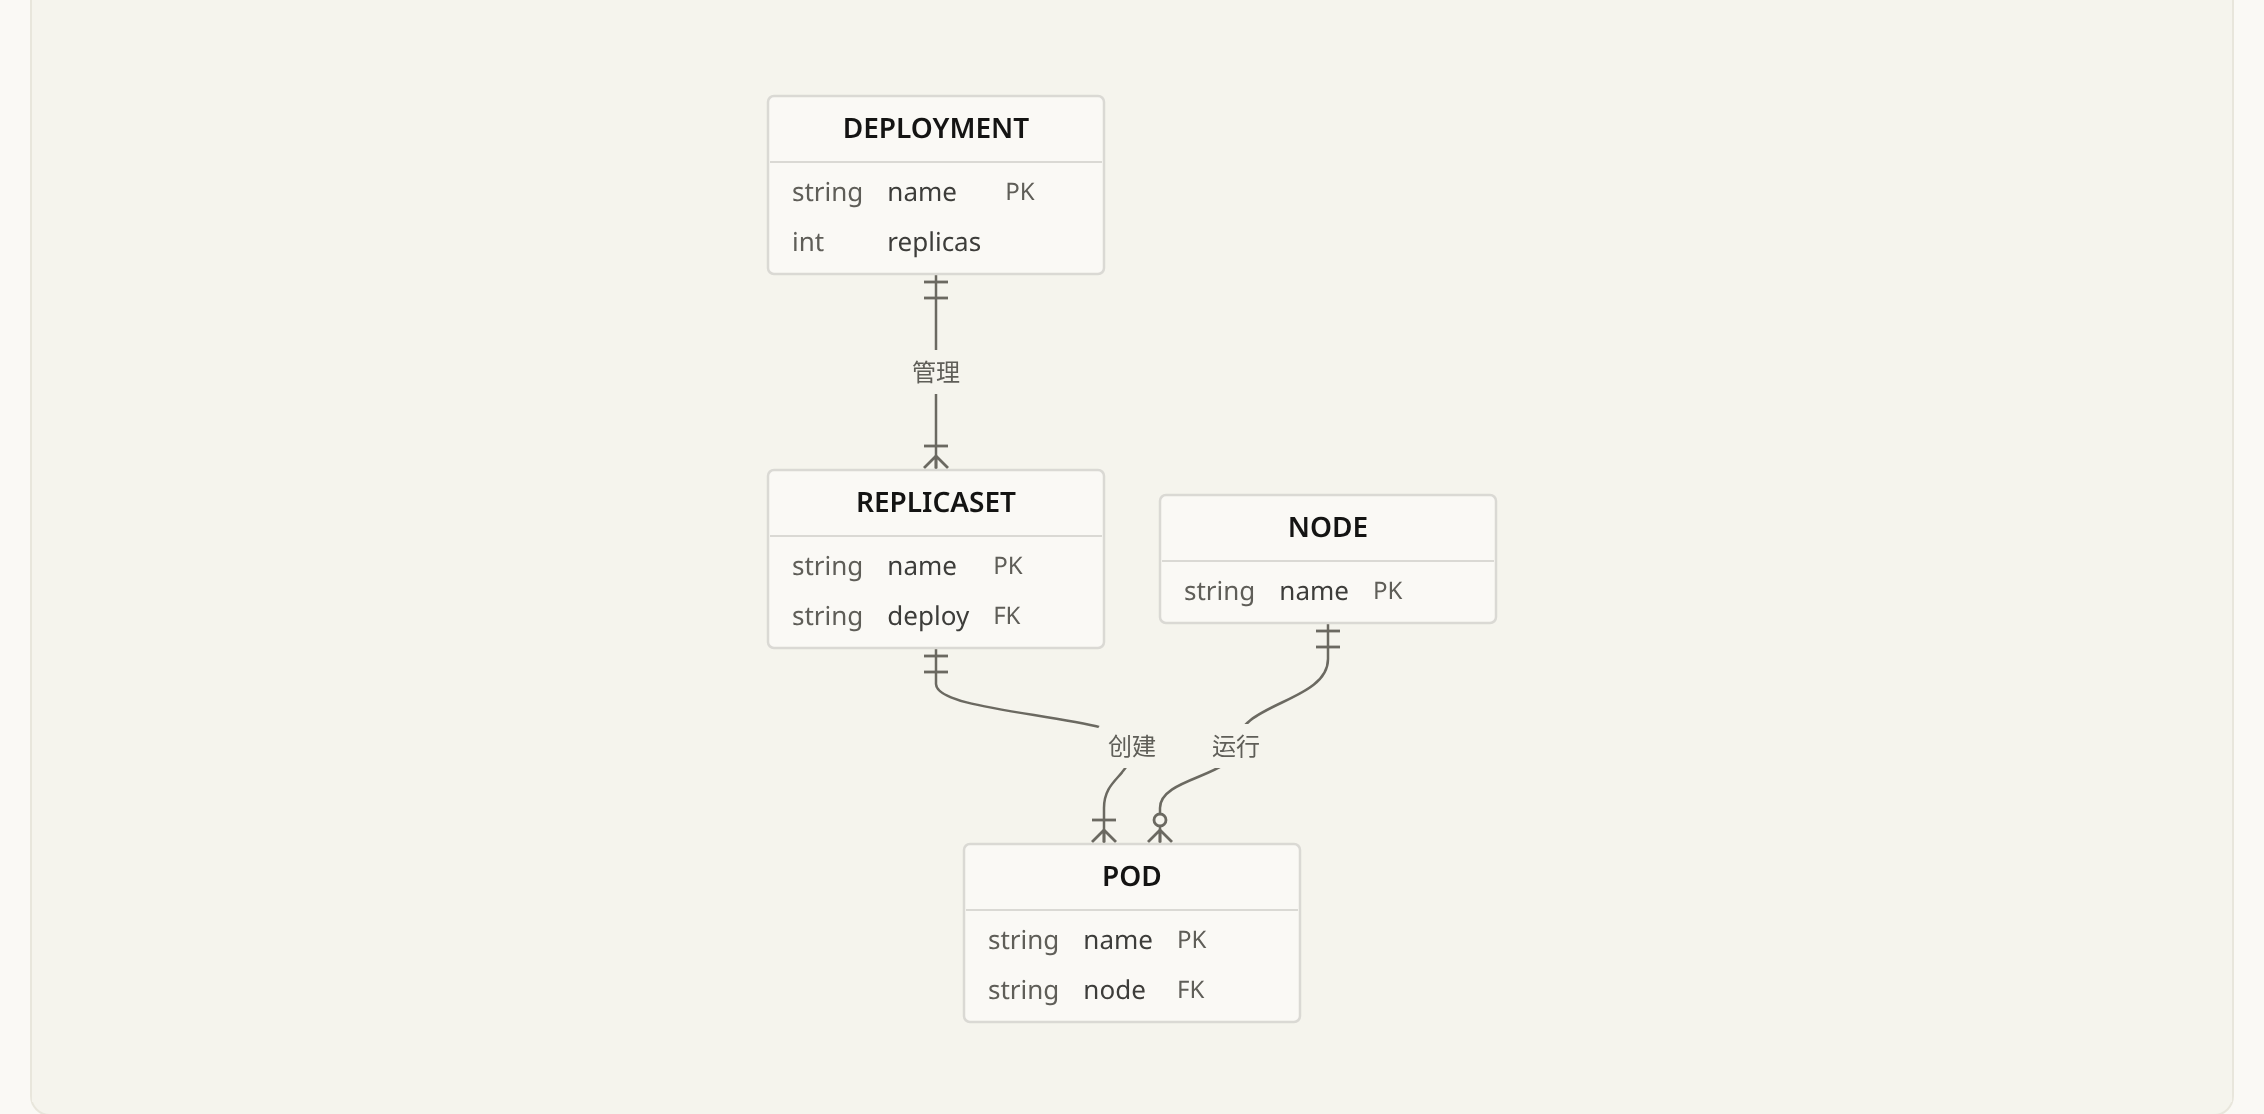 DEPLOYMENT
string name PK
int replicas
管理
REPLICASET
string name PK
string deploy FK
NODE
string name PK
创建
运行
POD
string name PK
string node FK